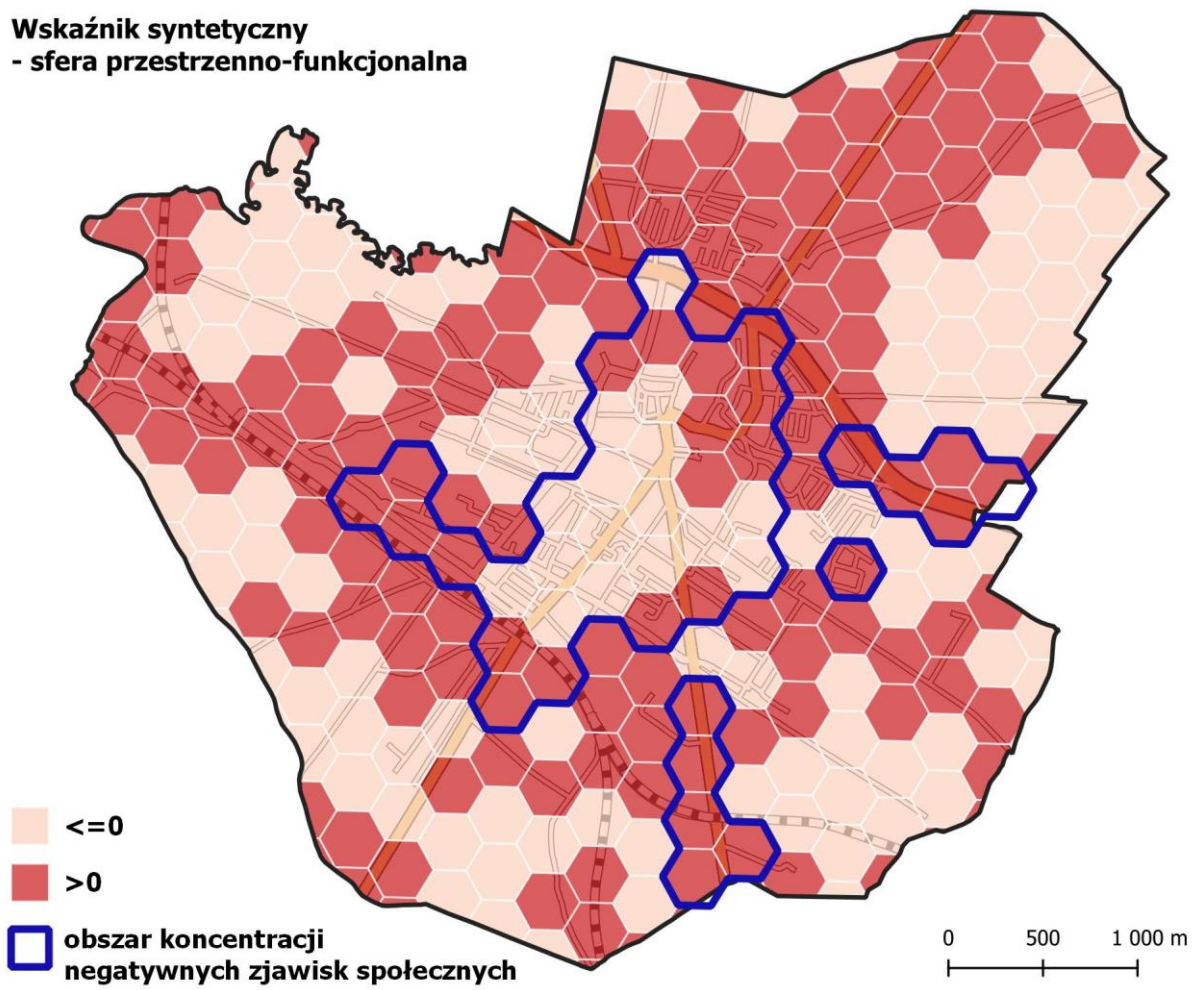 Wskaźnik syntetyczny
- sfera przestrzenno-funkcjonalna
<=0
>0
obszar koncentracji
negatywnych zjawisk społecznych
0 500 1 000 m